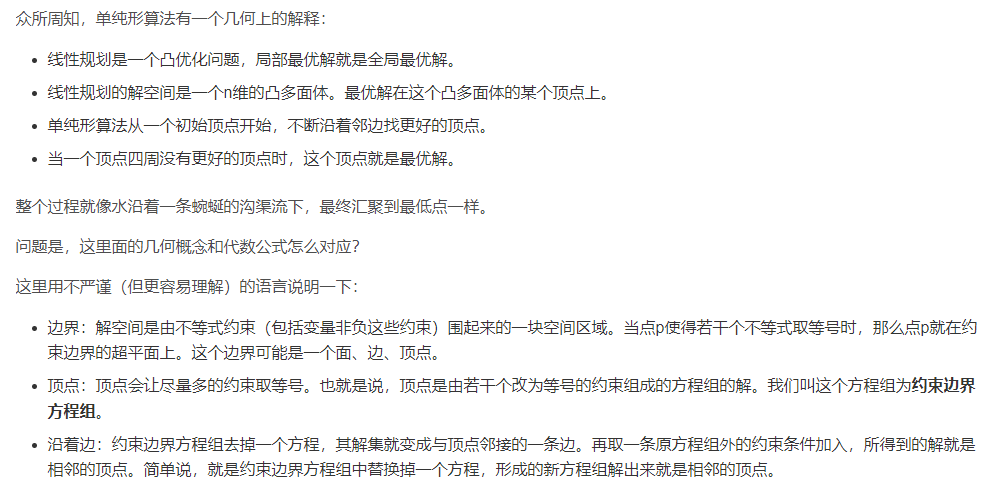 众所周知，单纯形算法有一个几何上的解释：
• 线性规划是一个凸优化问题，局部最优解就是全局最优解。
• 线性规划的解空间是一个n维的凸多面体。最优解在这个凸多面体的某个顶点上。
• 单纯形算法从一个初始顶点开始，不断沿着邻边找更好的顶点。
• 当一个顶点四周没有更好的顶点时，这个顶点就是最优解。
整个过程就像水沿着一条蜿蜒的沟渠流下，最终汇聚到最低点一样。
问题是，这里面的几何概念和代数公式怎么对应？
这里用不严谨（但更容易理解）的语言说明一下：
• 边界：解空间是由不等式约束（包括变量非负这些约束）围起来的一块空间区域。当点p使得若干个不等式取等号时，那么点p就在约
束边界的超平面上。这个边界可能是一个面、边、顶点。
• 顶点：顶点会让尽量多的约束取等号。也就是说，顶点是由若干个改为等号的约束组成的方程组的解。我们叫这个方程组为约束边界
方程组。
• 沿着边：约束边界方程组去掉一个方程，其解集就变成与顶点邻接的一条边。再取一条原方程组外的约束条件加入，所得到的解就是
相邻的顶点。简单说，就是约束边界方程组中替换掉一个方程，形成的新方程组解出来就是相邻的顶点。